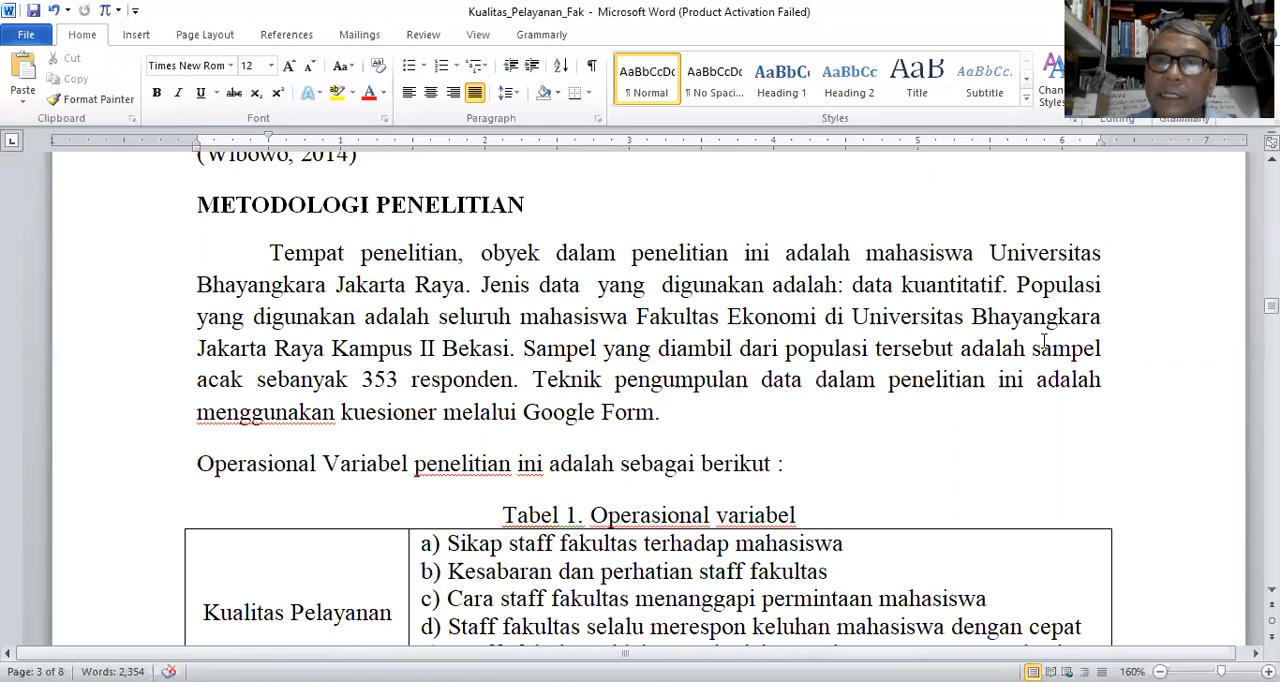 Kualitas_Pelayanan_Fak - Microsoft Word (Product Activation Failed)
File Home Insert Page Layout References Mailings Review View Grammarly
Paste
Cut
Copy
Format Painter
Clipboard
Times New Rom 12
Font
Paragraph
AaBbCcDc AaBbCcDc AaBbC AaBbCc AaB AaBbCcL
¶ Normal ¶ No Spaci... Heading 1 Heading 2 Title Subtitle
Styles
(Wibowo, 2014)
METODOLOGI PENELITIAN
Tempat penelitian, obyek dalam penelitian ini adalah mahasiswa Universitas
Bhayangkara Jakarta Raya. Jenis data yang digunakan adalah: data kuantitatif. Populasi
yang digunakan adalah seluruh mahasiswa Fakultas Ekonomi di Universitas Bhayangkara
Jakarta Raya Kampus II Bekasi. Sampel yang diambil dari populasi tersebut adalah sampel
acak sebanyak 353 responden. Teknik pengumpulan data dalam penelitian ini adalah
menggunakan kuesioner melalui Google Form.
Operasional Variabel penelitian ini adalah sebagai berikut :
Tabel 1. Operasional variabel
Kualitas Pelayanan
a) Sikap staff fakultas terhadap mahasiswa
b) Kesabaran dan perhatian staff fakultas
c) Cara staff fakultas menanggapi permintaan mahasiswa
d) Staff fakultas selalu merespon keluhan mahasiswa dengan cepat
Page: 3 of 8 Words: 2,354 160%